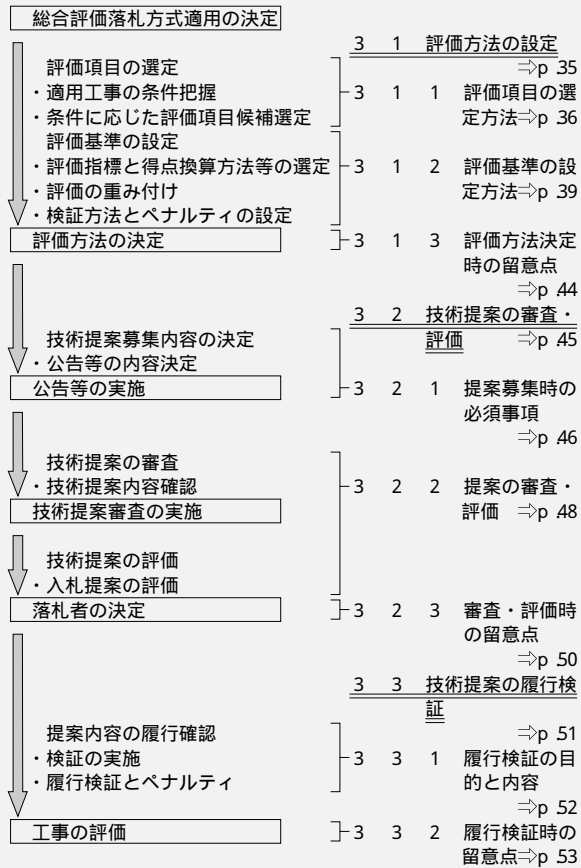 総合評価落札方式適用の決定
3 1 評価方法の設定
⇒p.35
評価項目の選定
・適用工事の条件把握
・条件に応じた評価項目候補選定
3 1 1 評価項目の選
定方法⇒p.36
評価基準の設定
・評価指標と得点換算方法等の選定
・評価の重み付け
・検証方法とペナルティの設定
3 1 2 評価基準の設
定方法⇒p.39
評価方法の決定
3 1 3 評価方法決定
時の留意点
⇒p.44
3 2 技術提案の審査・
評価 ⇒p.45
技術提案募集内容の決定
・公告等の内容決定
公告等の実施
3 2 1 提案募集時の
必須事項
⇒p.46
技術提案の審査
・技術提案内容確認
技術提案審査の実施
3 2 2 提案の審査・
評価 ⇒p.48
技術提案の評価
・入札提案の評価
落札者の決定
3 2 3 審査・評価時
の留意点
⇒p.50
3 3 技術提案の履行検
証
⇒p.51
提案内容の履行確認
・検証の実施
・履行検証とペナルティ
3 3 1 履行検証の目
的と内容
⇒p.52
工事の評価
3 3 2 履行検証時の
留意点⇒p.53